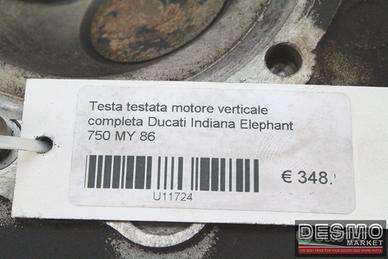 Testa testata motore verticale
completa Ducati Indiana Elephant
750 MY 86
€ 348.
U11724
DESMO
MARKET